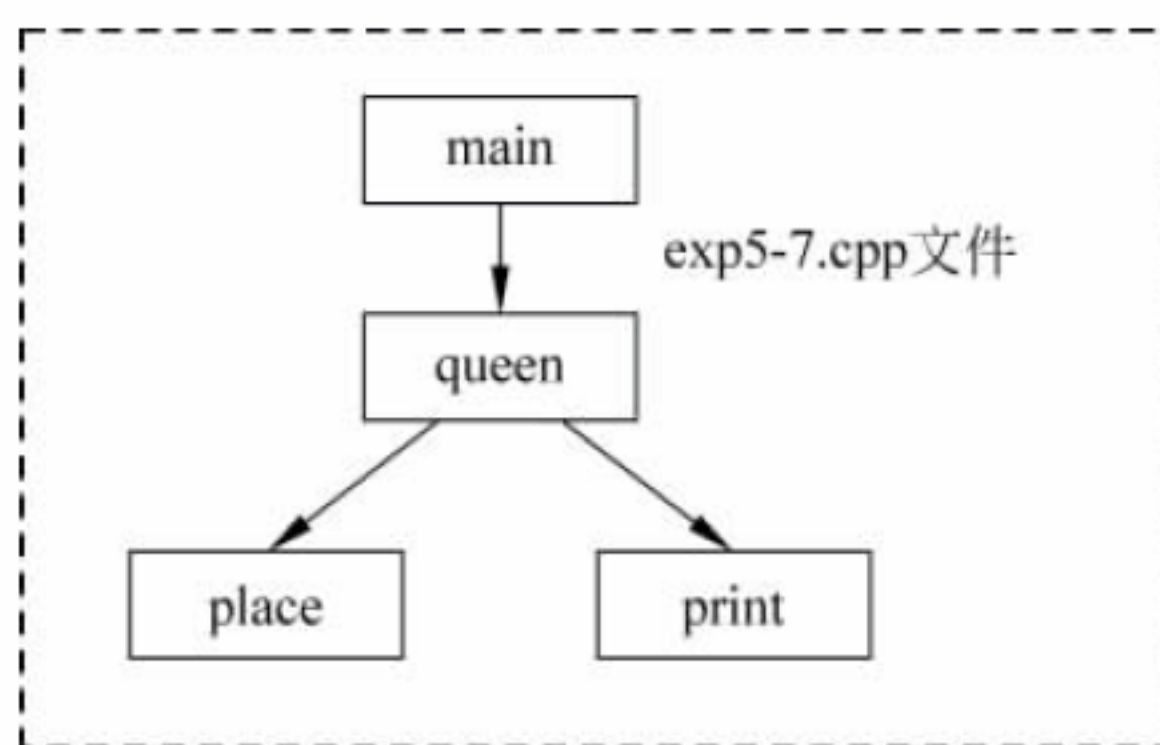 main
exp5-7.cpp文件
queen
place
print